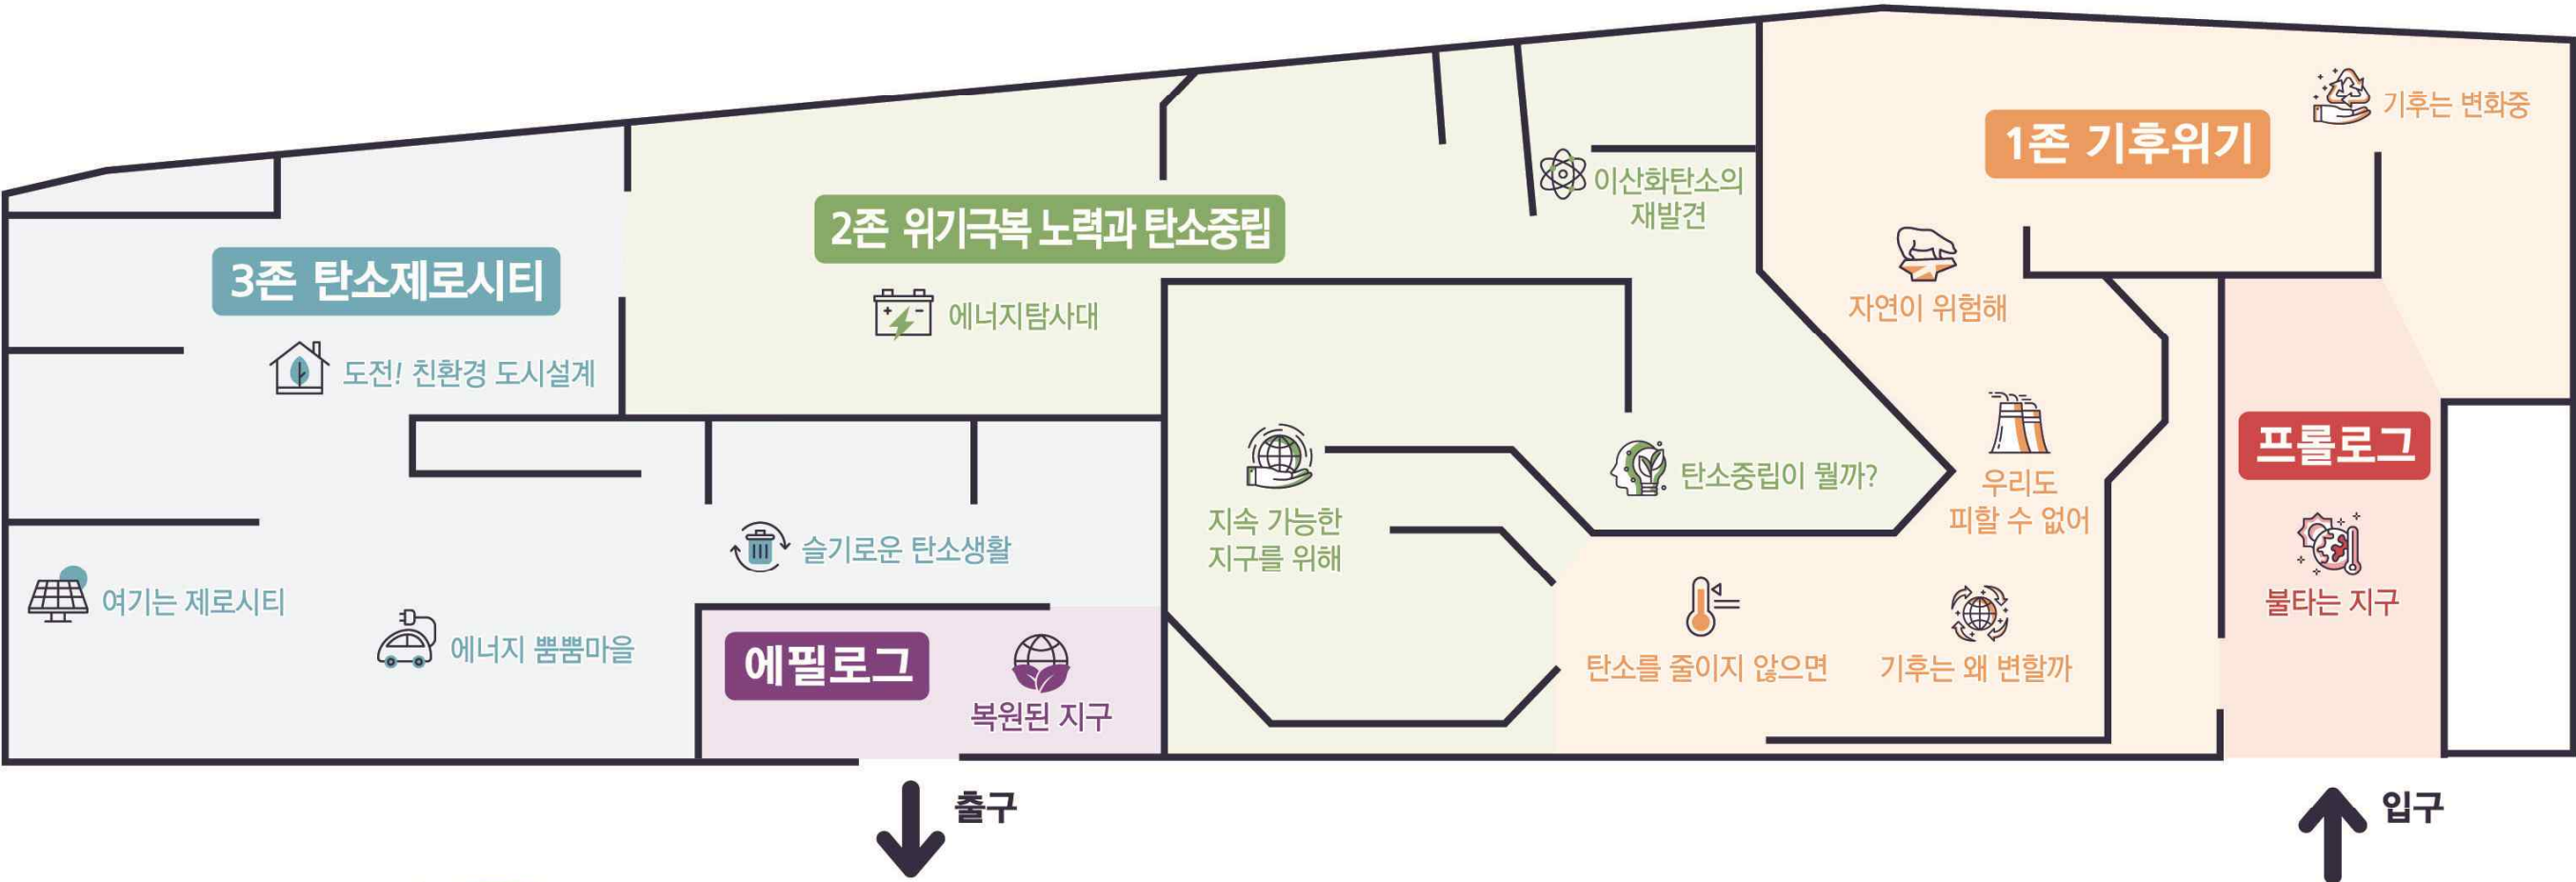 기후는 변화중
1존 기후위기
이산화탄소의
재발견
2존 위기극복 노력과 탄소중립
3존 탄소제로시티
자연이 위험해
에너지탐사대
도전! 친환경 도시설계
프롤로그
탄소중립이 뭘까?
우리도
피할 수 없어
지속 가능한
지구를 위해
슬기로운 탄소생활
여기는 제로시티
불타는 지구
에너지 뿜뿜마을
에필로그
탄소를 줄이지 않으면
기후는 왜 변할까
복원된 지구
출구
입구